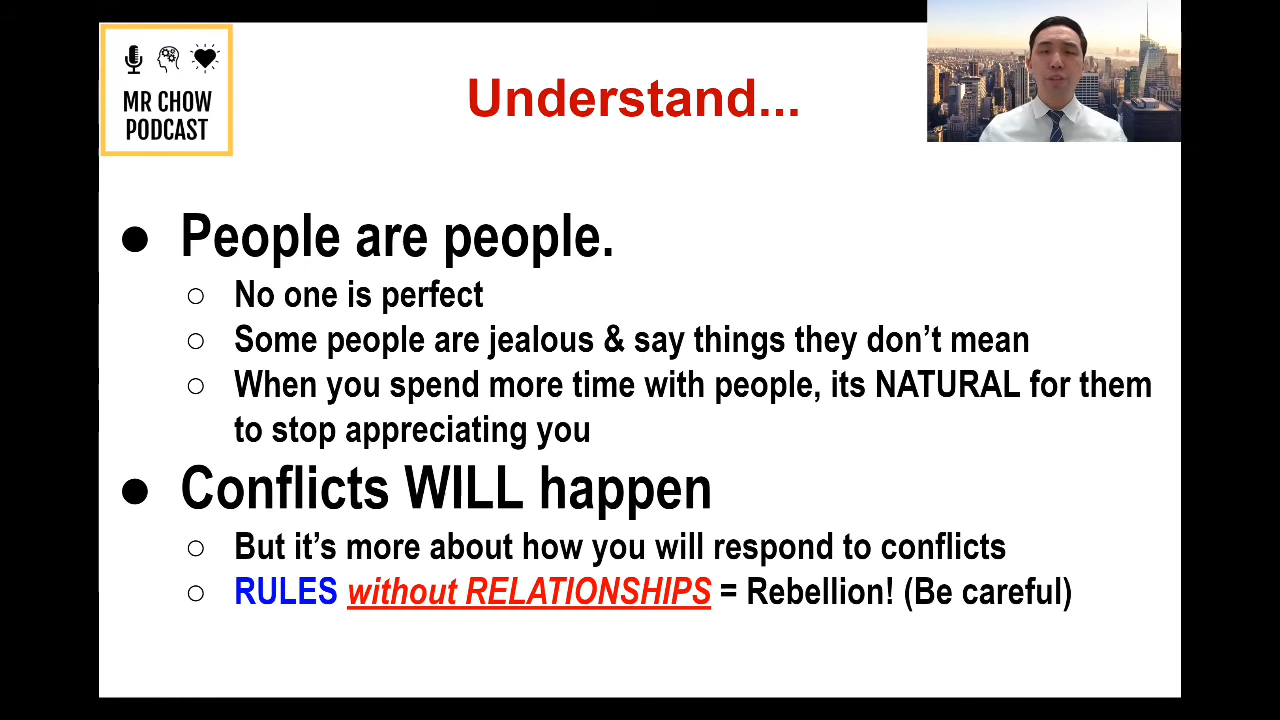 MR CHOW
PODCAST
Understand...
● People are people.
○ No one is perfect
○ Some people are jealous & say things they don’t mean
○ When you spend more time with people, its NATURAL for them
to stop appreciating you
● Conflicts WILL happen
○ But it’s more about how you will respond to conflicts
○ RULES without RELATIONSHIPS = Rebellion! (Be careful)